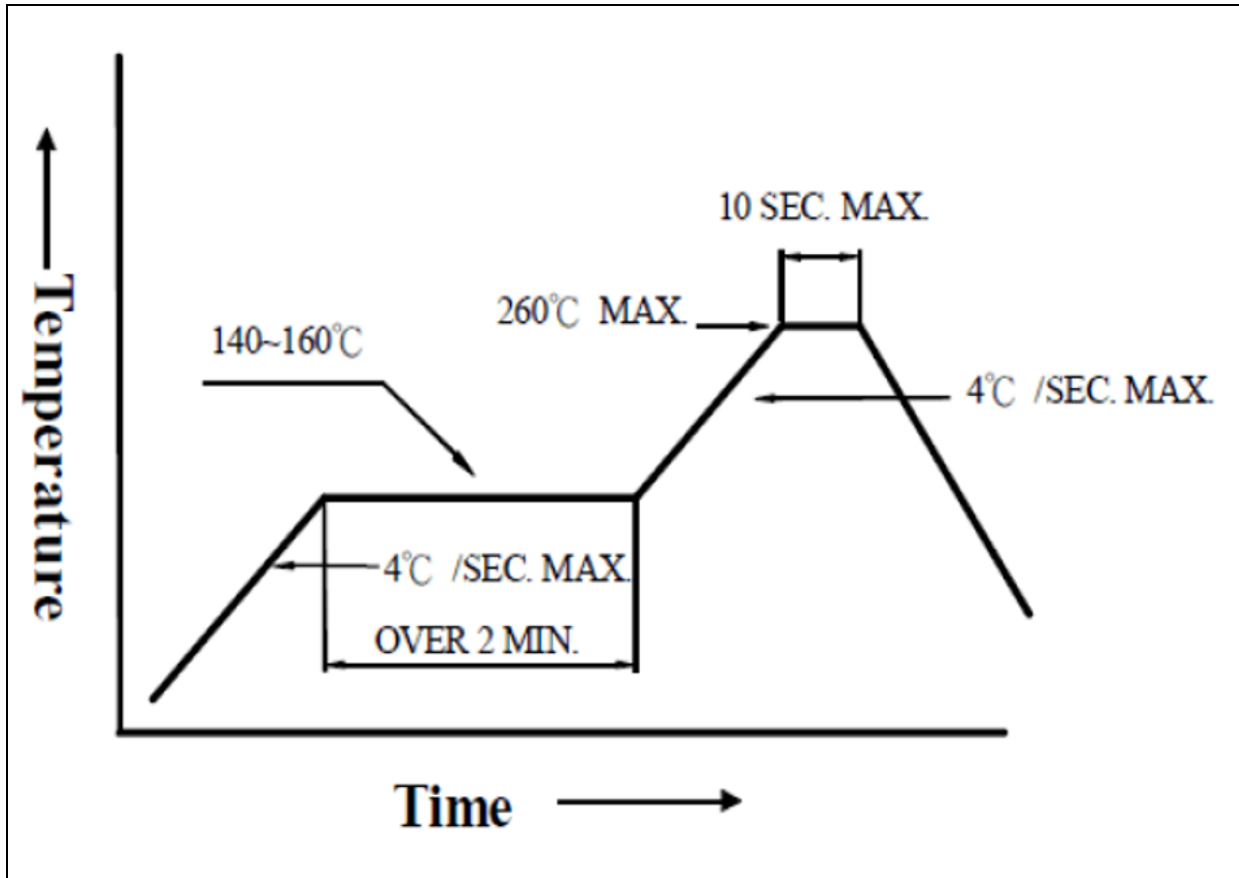 10 SEC. MAX.
260℃ MAX.
140~160℃
4℃ /SEC. MAX.
4℃ /SEC. MAX.
OVER 2 MIN.
Temperature
Time